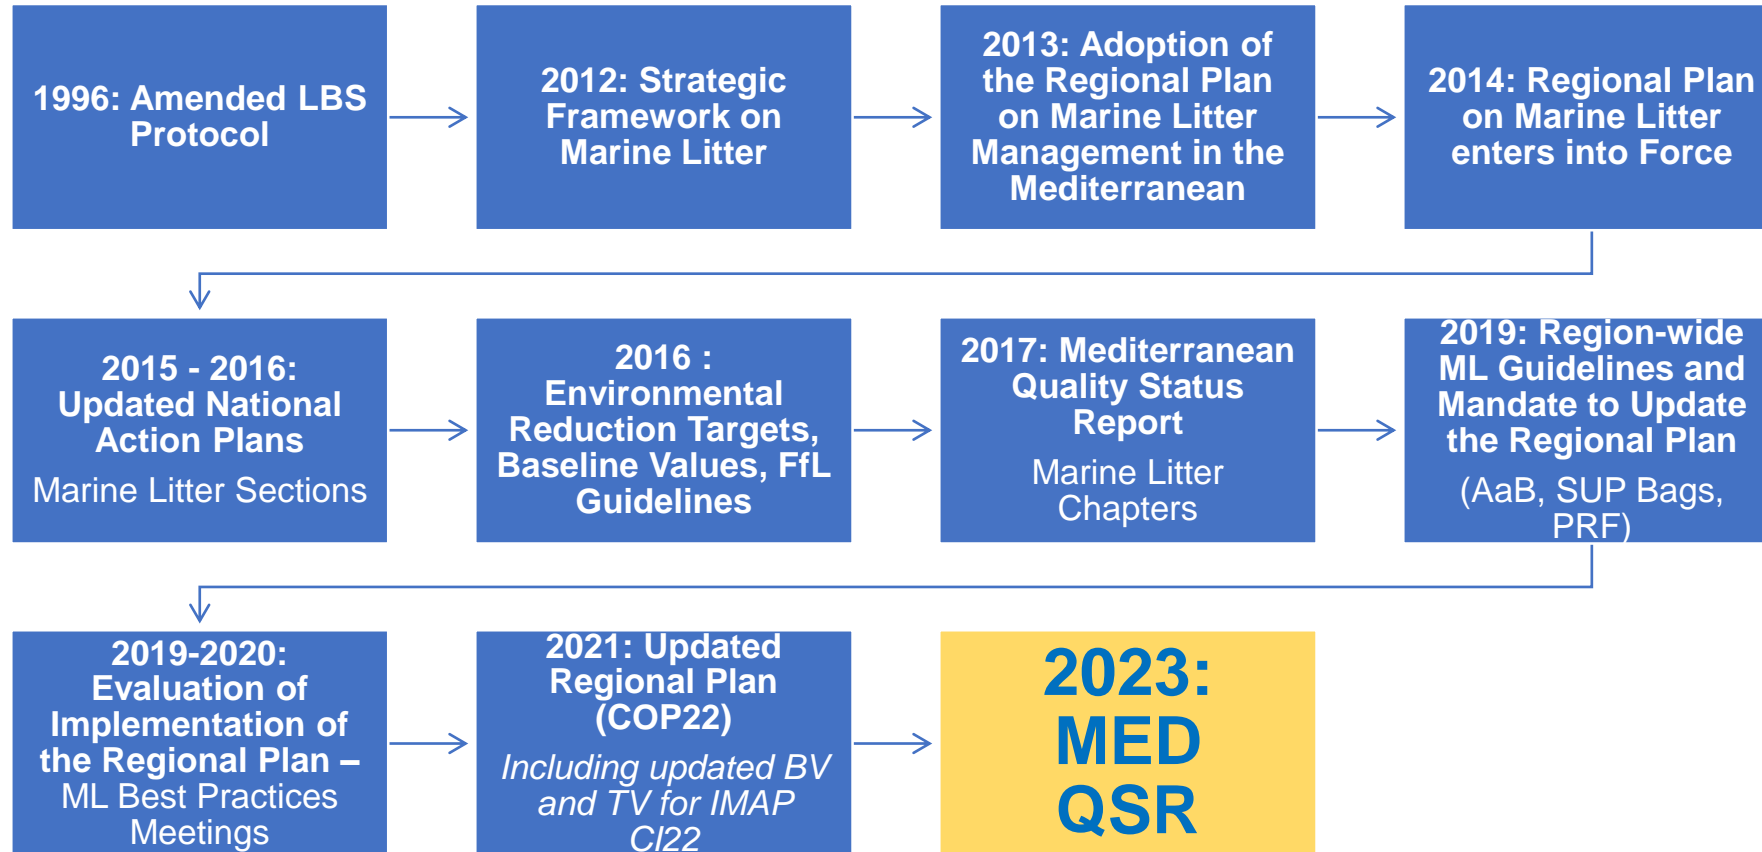 1996: Amended LBS
Protocol
2012: Strategic
Framework on
Marine Litter
2013: Adoption of
the Regional Plan
on Marine Litter
Management in the
Mediterranean
2014: Regional Plan
on Marine Litter
enters into Force
2015 - 2016:
Updated National
Action Plans
Marine Litter Sections
2016 :
Environmental
Reduction Targets,
Baseline Values, FfL
Guidelines
2017: Mediterranean
Quality Status
Report
Marine Litter
Chapters
2019: Region-wide
ML Guidelines and
Mandate to Update
the Regional Plan
(AaB, SUP Bags,
PRF)
2019-2020:
Evaluation of
Implementation of
the Regional Plan –
ML Best Practices
Meetings
2021: Updated
Regional Plan
(COP22)
Including updated BV
and TV for IMAP
CI22
2023:
MED
QSR